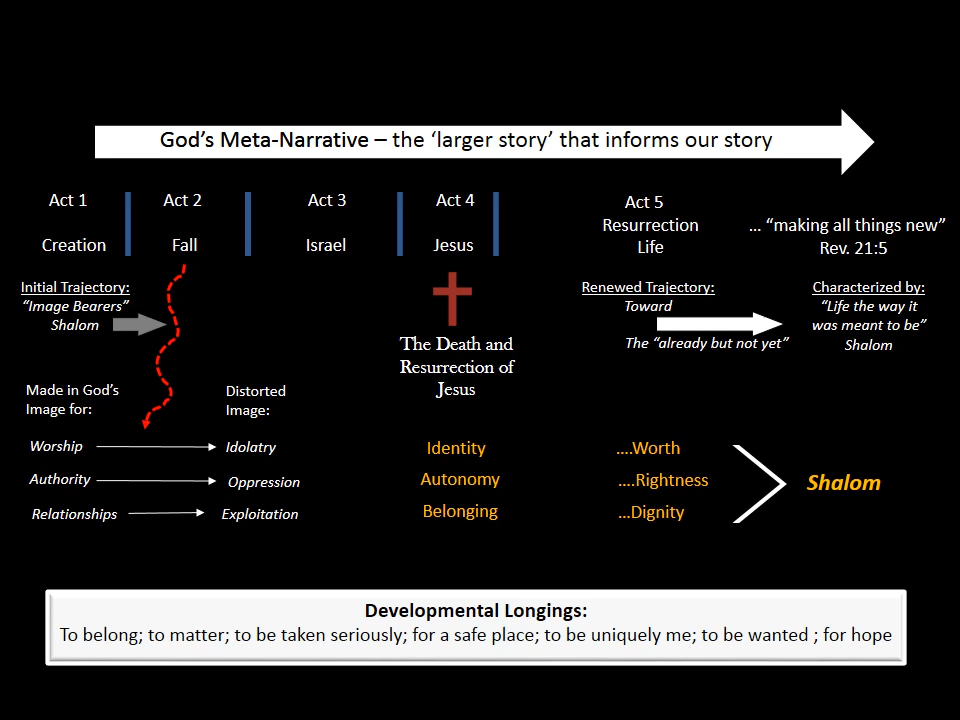 God's Meta-Narrative – the 'larger story' that informs our story
Act 1
Creation
Act 2
Fall
Act 3
Israel
Act 4
Jesus
Act 5
Resurrection
Life
… “making all things new”
Rev. 21:5
Initial Trajectory:
“Image Bearers”
Shalom
The Death and
Resurrection of
Jesus
Renewed Trajectory:
Toward
The “already but not yet”
Characterized by:
“Life the way it
was meant to be”
Shalom
Made in God's
Image for:
Distorted
Image:
Worship
Idolatry
Identity
….Worth
Authority
Oppression
Autonomy
….Rightness
Shalom
Relationships
Exploitation
Belonging
…Dignity
Developmental Longings:
To belong; to matter; to be taken seriously; for a safe place; to be uniquely me; to be wanted ; for hope